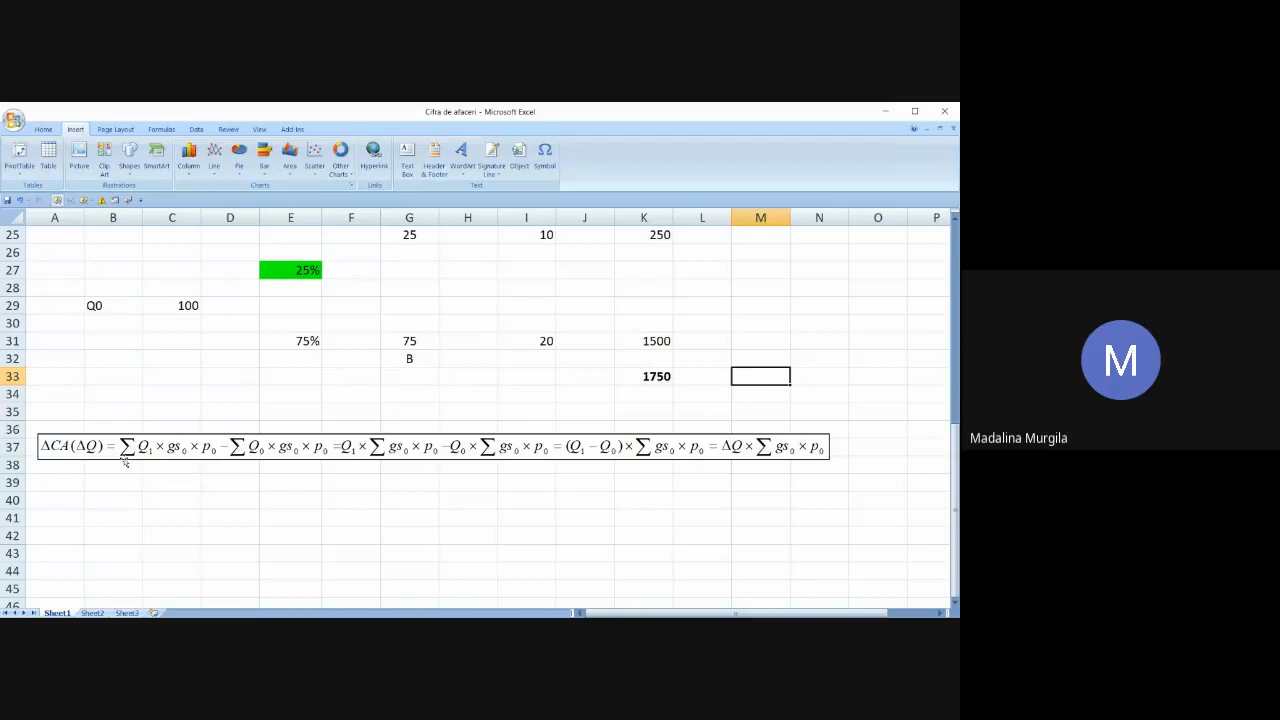 Cifra de afaceri - Microsoft Excel
Home Insert Page Layout Formulas Data Review View Add-Ins
PivotTable Table Picture Clip Art Shapes SmartArt Column Line Pie Bar Area Scatter Other Charts Hyperlink Text Box Header & Footer WordArt Signature Line Object Symbol
Tables Illustrations Charts Links Text
A B C D E F G H I J K L M N O P
25 25 10 250
26
27 25%
28
29 Q0 100
30
31 75% 75 20 1500
32 B
33 1750
34
35
36
37 ΔCA(ΔQ) = ∑ Q₁ × gs₀ × p₀ − ∑ Q₀ × gs₀ × p₀ = Q₁ × ∑ gs₀ × p₀ − Q₀ × ∑ gs₀ × p₀ = (Q₁ − Q₀) × ∑ gs₀ × p₀ = ΔQ × ∑ gs₀ × p₀
38
39
40
41
42
43
44
45
46
Sheet1 Sheet2 Sheet3
M
Madalina Murgila